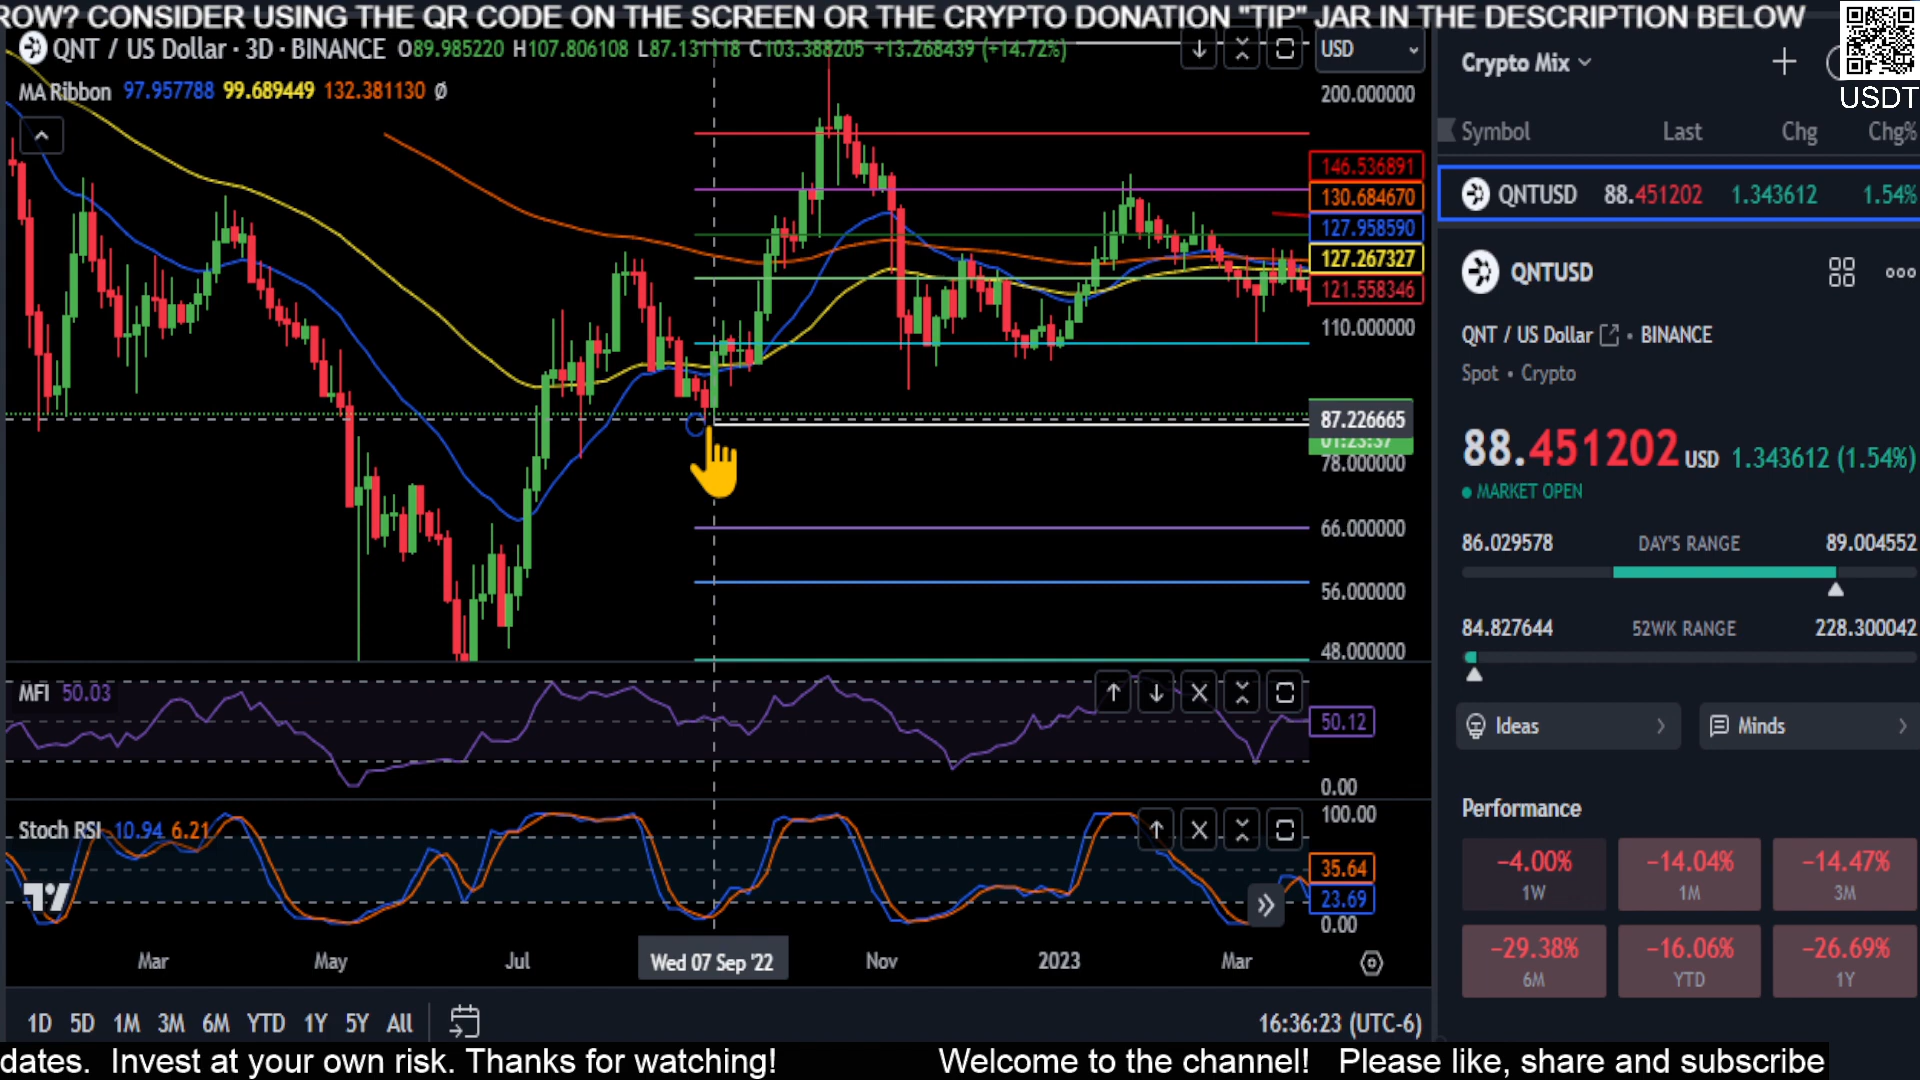 ROW? CONSIDER USING THE QR CODE ON THE SCREEN OR THE CRYPTO DONATION "TIP" JAR IN THE DESCRIPTION BELOW
QNT / US Dollar · 3D · BINANCE O89.985220 H107.806108 L87.131118 C103.388205 +13.268439 (+14.72%)
USD
MA Ribbon 97.957788 99.689449 132.381130 Ø
200.000000
146.536891
130.684670
127.958590
127.267327
121.558346
110.000000
87.226665
01:23:37
78.000000
66.000000
56.000000
48.000000
MFI 50.03
50.12
0.00
Stoch RSI 10.94 6.21
100.00
35.64
23.69
0.00
Mar May Jul Wed 07 Sep '22 Nov 2023 Mar
1D 5D 1M 3M 6M YTD 1Y 5Y All
16:36:23 (UTC-6)
Crypto Mix
USDT
Symbol Last Chg Chg%
QNTUSD 88.451202 1.343612 1.54%
QNTUSD
QNT / US Dollar • BINANCE
Spot • Crypto
88.451202 USD 1.343612 (1.54%)
MARKET OPEN
86.029578 DAY'S RANGE 89.004552
84.827644 52WK RANGE 228.300042
Ideas
Minds
Performance
−4.00% −14.04% −14.47%
1W 1M 3M
−29.38% −16.06% −26.69%
6M YTD 1Y
dates. Invest at your own risk. Thanks for watching! Welcome to the channel! Please like, share and subscribe